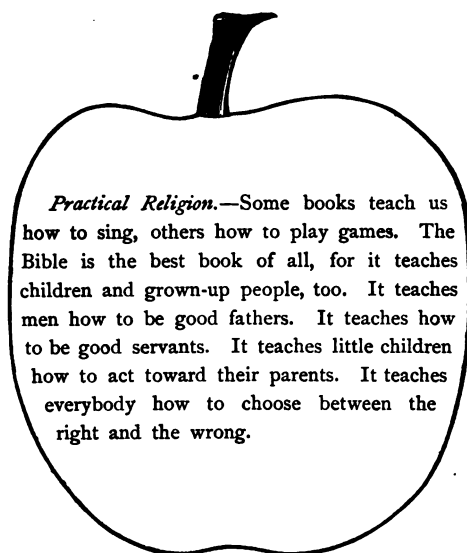 Practical Religion.—Some books teach us
how to sing, others how to play games. The
Bible is the best book of all, for it teaches
children and grown-up people, too. It teaches
men how to be good fathers. It teaches how
to be good servants. It teaches little children
how to act toward their parents. It teaches
everybody how to choose between the
right and the wrong.